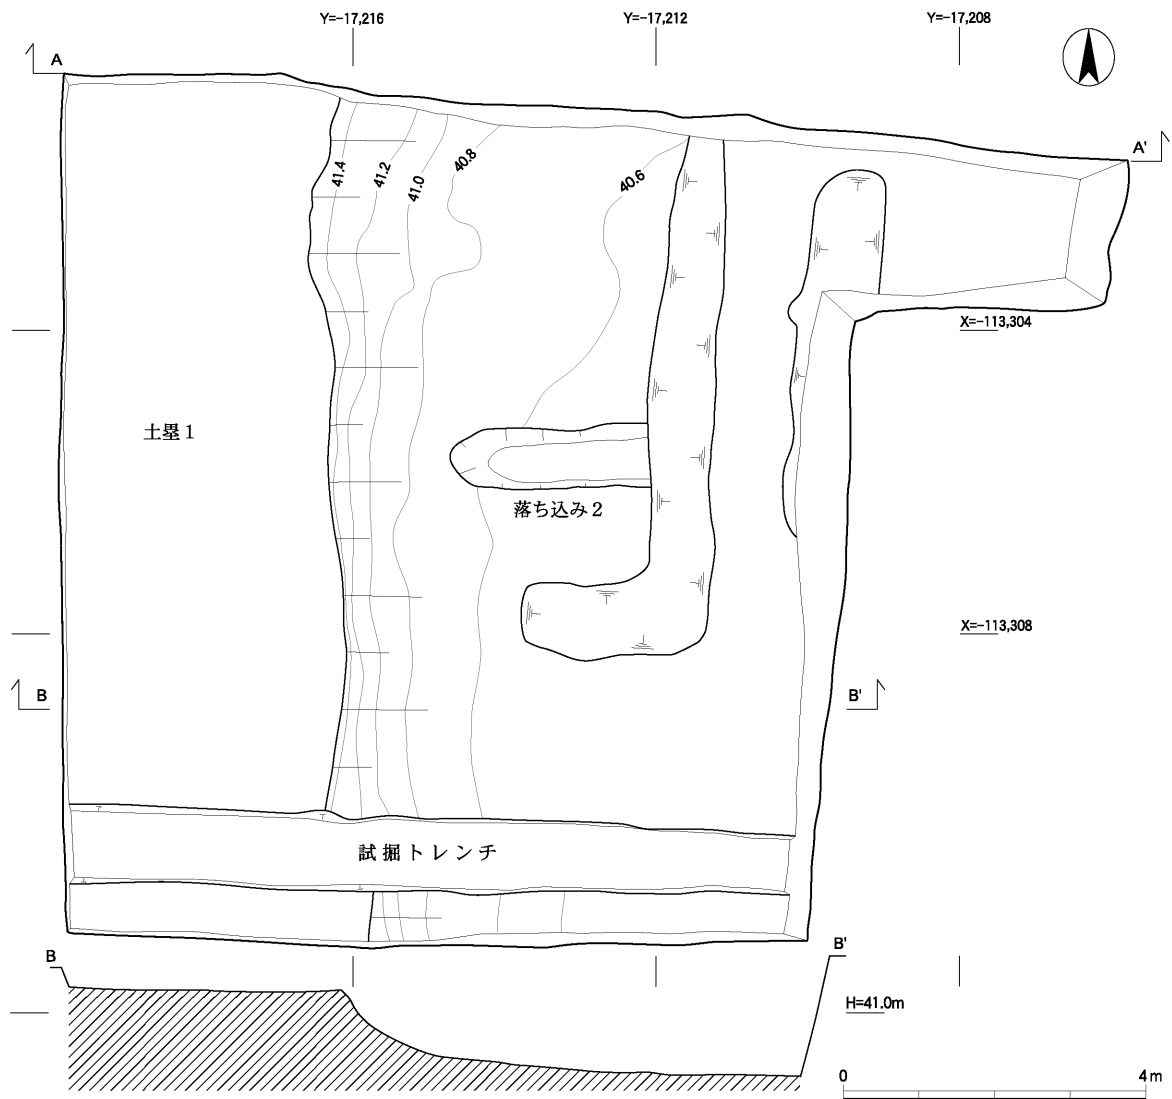 Y=−17,216
Y=−17,212
Y=−17,208
A
A'
41.4
41.2
41.0
40.8
40.6
X=−113,304
土塁1
落ち込み2
X=−113,308
B
B'
試掘トレンチ
B
B'
H=41.0m
0
4m